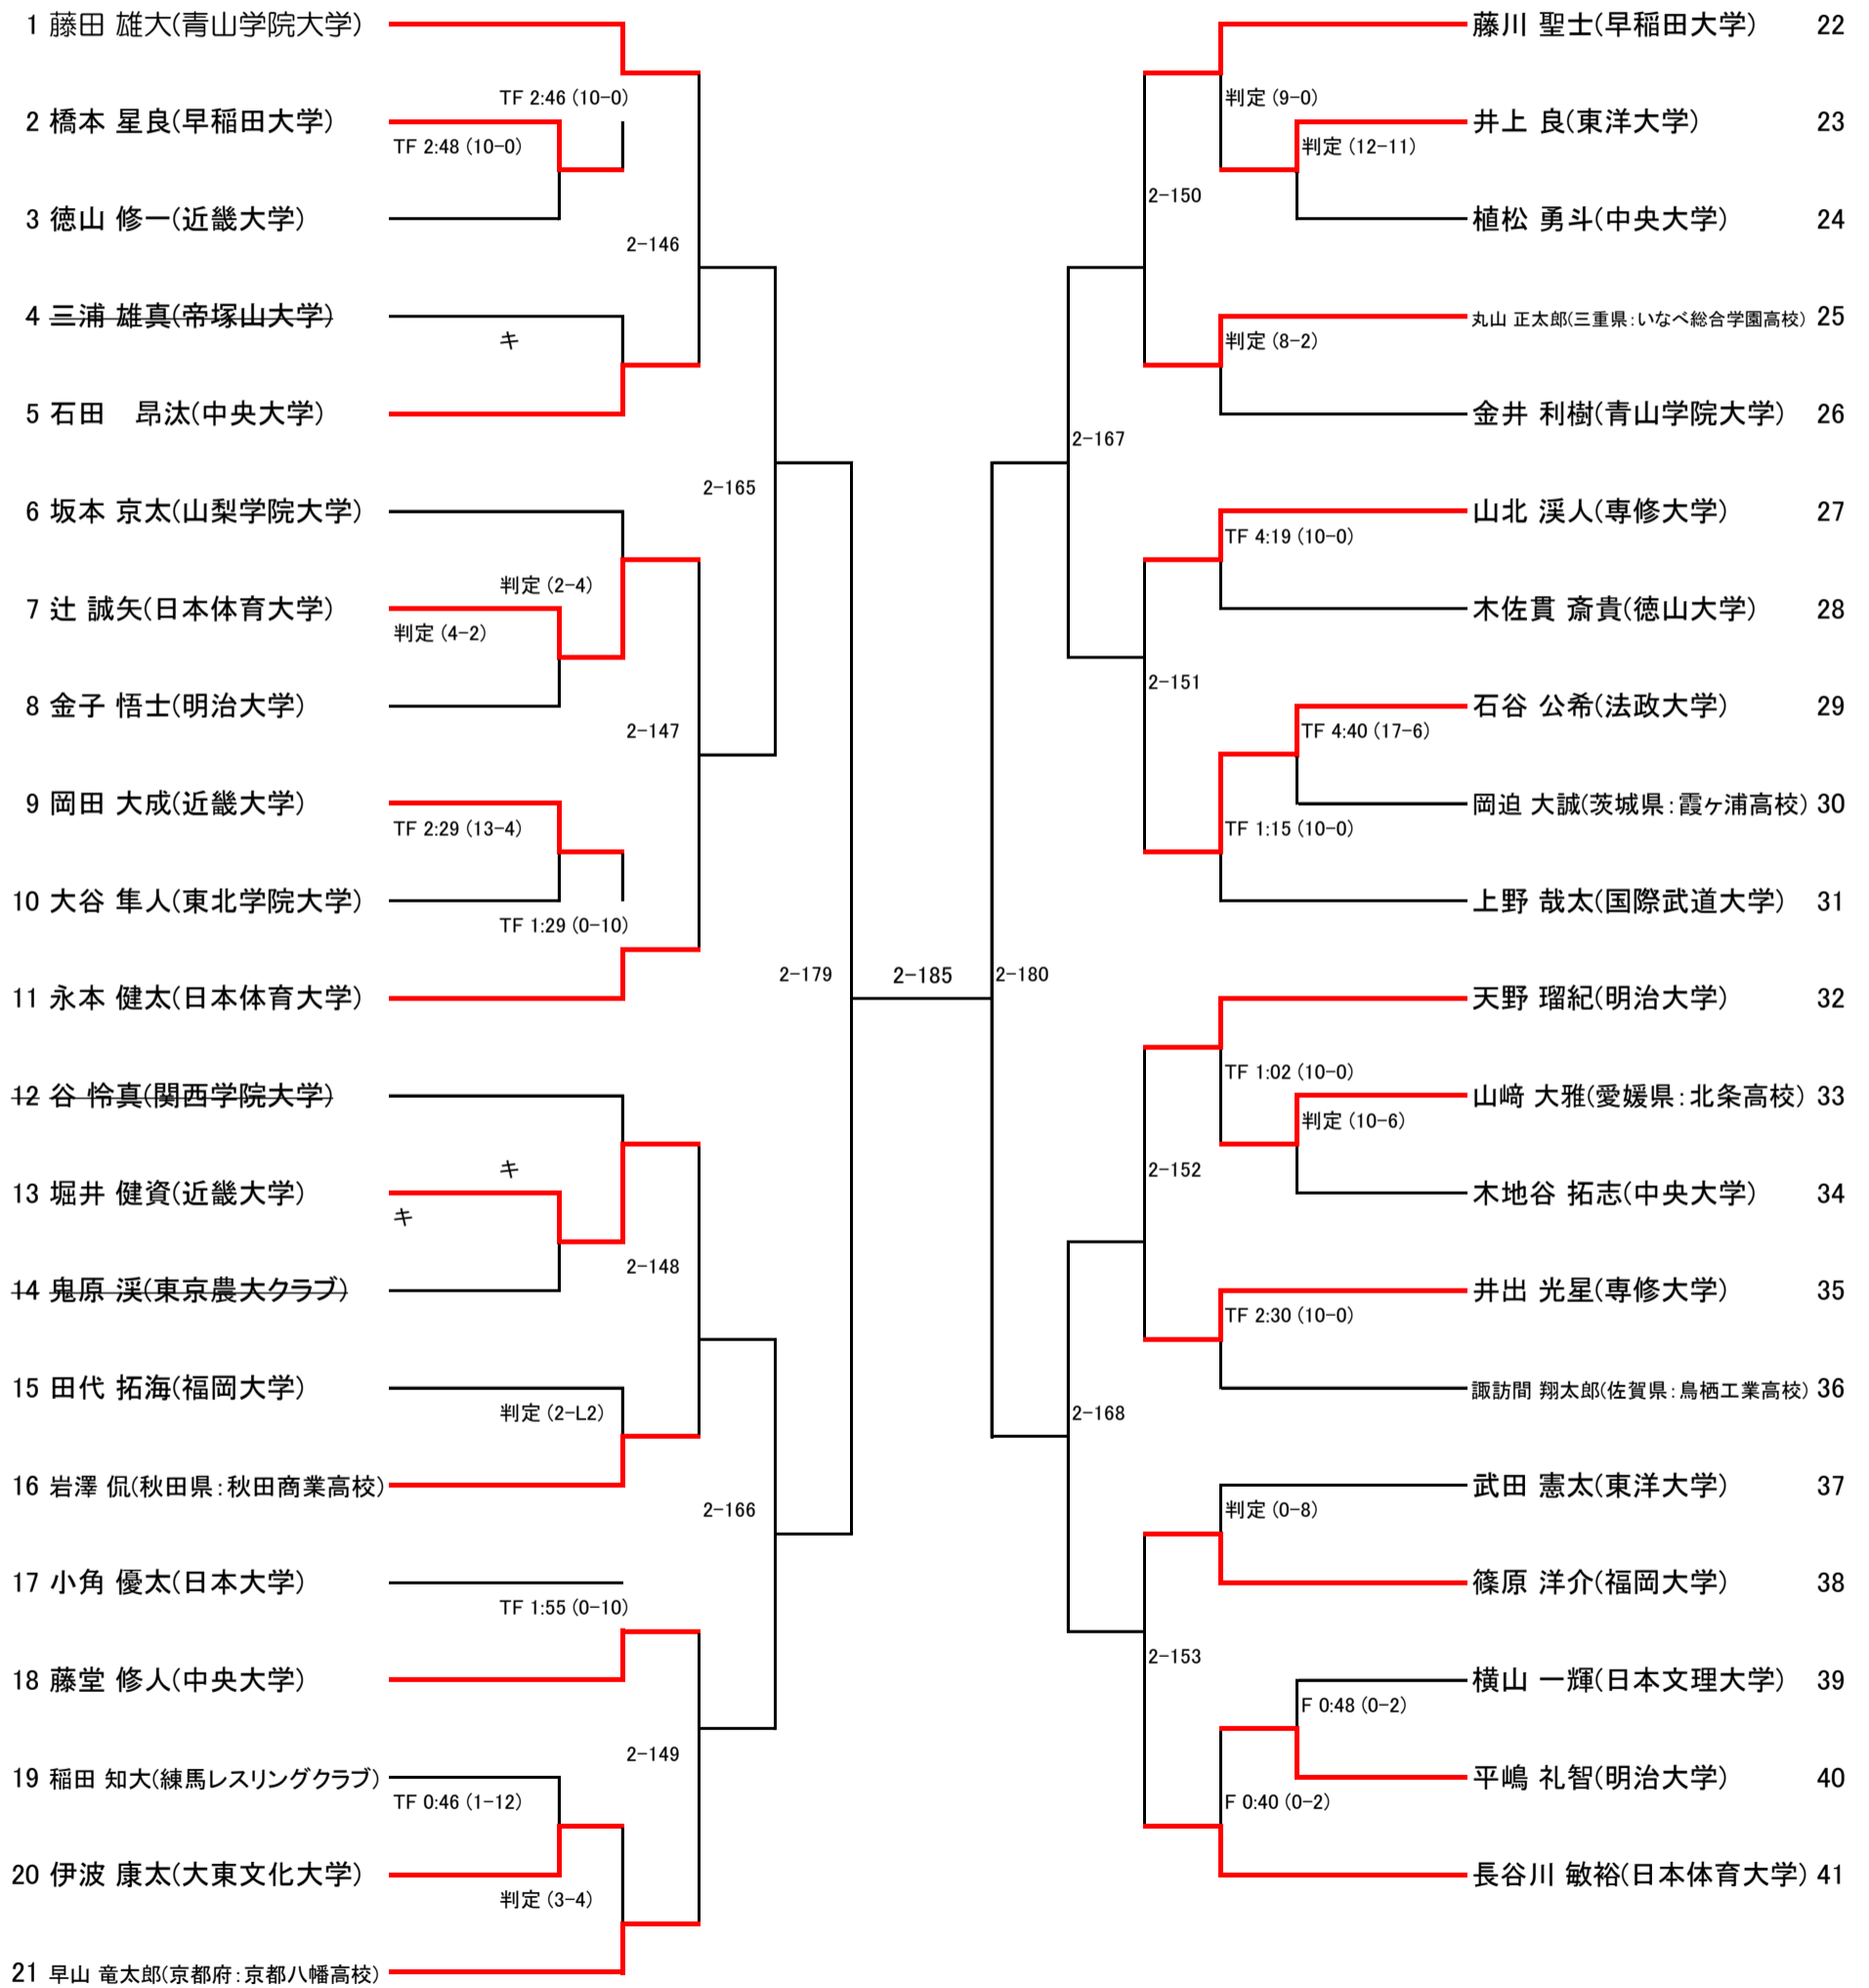 1 藤田 雄大(青山学院大学)
TF 2:46 (10-0)
2 橋本 星良(早稲田大学)
TF 2:48 (10-0)
3 徳山 修一(近畿大学)
2-146
4 三浦 雄真(帝塚山大学)
キ
5 石田　昂汰(中央大学)
2-165
6 坂本 京太(山梨学院大学)
判定 (2-4)
7 辻 誠矢(日本体育大学)
判定 (4-2)
8 金子 悟士(明治大学)
2-147
9 岡田 大成(近畿大学)
TF 2:29 (13-4)
10 大谷 隼人(東北学院大学)
TF 1:29 (0-10)
2-179
11 永本 健太(日本体育大学)
12 谷 怜真(関西学院大学)
キ
13 堀井 健資(近畿大学)
キ
2-148
14 鬼原 渓(東京農大クラブ)
15 田代 拓海(福岡大学)
判定 (2-L2)
16 岩澤 侃(秋田県:秋田商業高校)
2-166
17 小角 優太(日本大学)
TF 1:55 (0-10)
18 藤堂 修人(中央大学)
2-149
19 稲田 知大(練馬レスリングクラブ)
TF 0:46 (1-12)
20 伊波 康太(大東文化大学)
判定 (3-4)
21 早山 竜太郎(京都府:京都八幡高校)
2-185
藤川 聖士(早稲田大学) 22
判定 (9-0)
井上 良(東洋大学) 23
判定 (12-11)
2-150
植松 勇斗(中央大学) 24
丸山 正太郎(三重県:いなべ総合学園高校) 25
判定 (8-2)
金井 利樹(青山学院大学) 26
2-167
山北 渓人(専修大学) 27
TF 4:19 (10-0)
木佐貫 斎貴(徳山大学) 28
2-151
石谷 公希(法政大学) 29
TF 4:40 (17-6)
岡迫 大誠(茨城県:霞ヶ浦高校) 30
TF 1:15 (10-0)
上野 哉太(国際武道大学) 31
2-180
天野 瑠紀(明治大学) 32
TF 1:02 (10-0)
山﨑 大雅(愛媛県:北条高校) 33
判定 (10-6)
2-152
木地谷 拓志(中央大学) 34
井出 光星(専修大学) 35
TF 2:30 (10-0)
諏訪間 翔太郎(佐賀県:鳥栖工業高校) 36
2-168
武田 憲太(東洋大学) 37
判定 (0-8)
篠原 洋介(福岡大学) 38
2-153
横山 一輝(日本文理大学) 39
F 0:48 (0-2)
平嶋 礼智(明治大学) 40
F 0:40 (0-2)
長谷川 敏裕(日本体育大学) 41